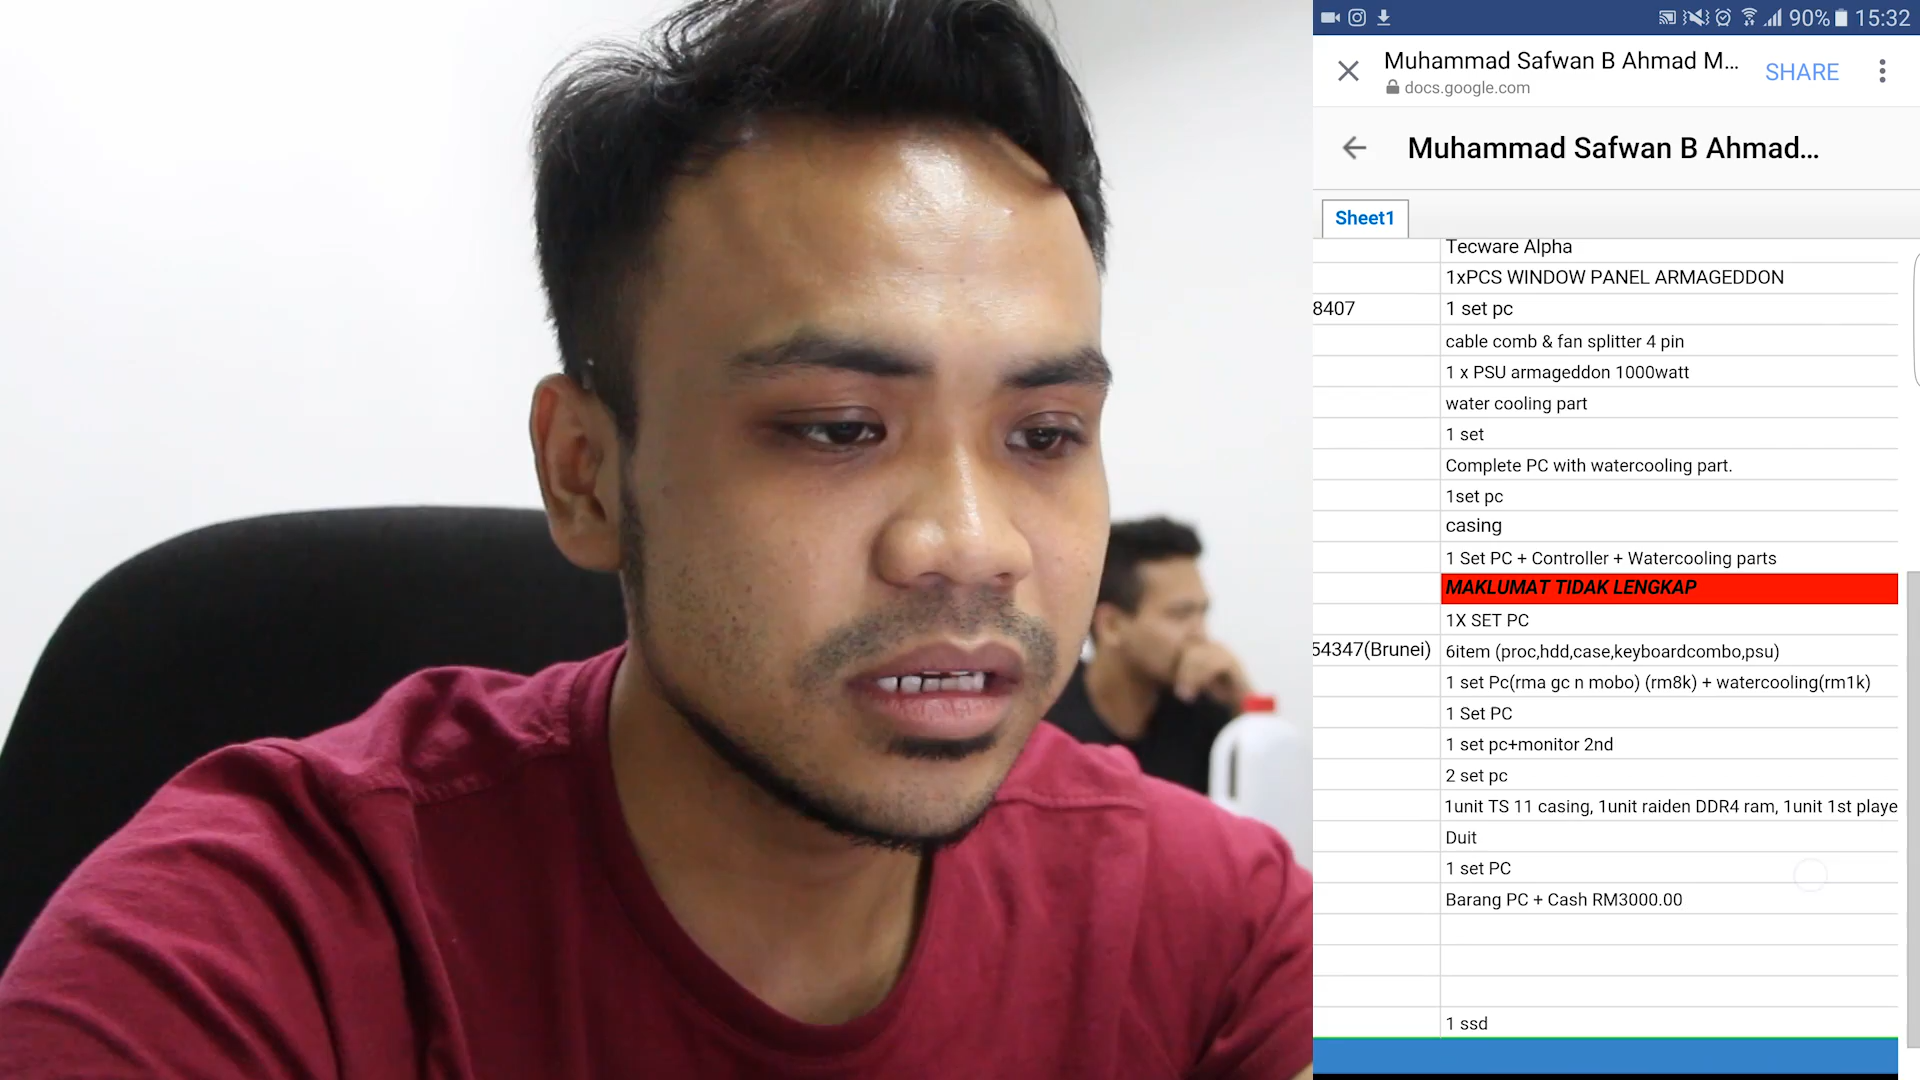 90% 15:32
Muhammad Safwan B Ahmad M...
SHARE
docs.google.com
Muhammad Safwan B Ahmad...
Sheet1
Tecware Alpha
1xPCS WINDOW PANEL ARMAGEDDON
8407 1 set pc
cable comb & fan splitter 4 pin
1 x PSU armageddon 1000watt
water cooling part
1 set
Complete PC with watercooling part.
1set pc
casing
1 Set PC + Controller + Watercooling parts
MAKLUMAT TIDAK LENGKAP
1X SET PC
54347(Brunei) 6item (proc,hdd,case,keyboardcombo,psu)
1 set Pc(rma gc n mobo) (rm8k) + watercooling(rm1k)
1 Set PC
1 set pc+monitor 2nd
2 set pc
1unit TS 11 casing, 1unit raiden DDR4 ram, 1unit 1st playe
Duit
1 set PC
Barang PC + Cash RM3000.00
1 ssd